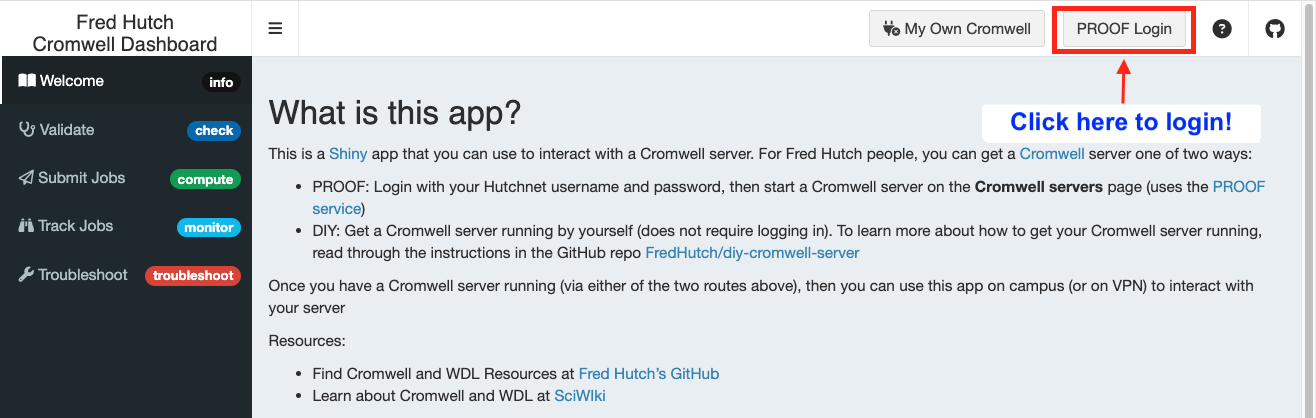 Fred Hutch
Cromwell Dashboard
My Own Cromwell
PROOF Login
Welcome
info
Validate
check
Submit Jobs
compute
Track Jobs
monitor
Troubleshoot
troubleshoot
Click here to login!
What is this app?
This is a Shiny app that you can use to interact with a Cromwell server. For Fred Hutch people, you can get a Cromwell server one of two ways:
• PROOF: Login with your Hutchnet username and password, then start a Cromwell server on the Cromwell servers page (uses the PROOF
service)
• DIY: Get a Cromwell server running by yourself (does not require logging in). To learn more about how to get your Cromwell server running,
read through the instructions in the GitHub repo FredHutch/diy-cromwell-server
Once you have a Cromwell server running (via either of the two routes above), then you can use this app on campus (or on VPN) to interact with
your server
Resources:
• Find Cromwell and WDL Resources at Fred Hutch's GitHub
• Learn about Cromwell and WDL at SciWIki